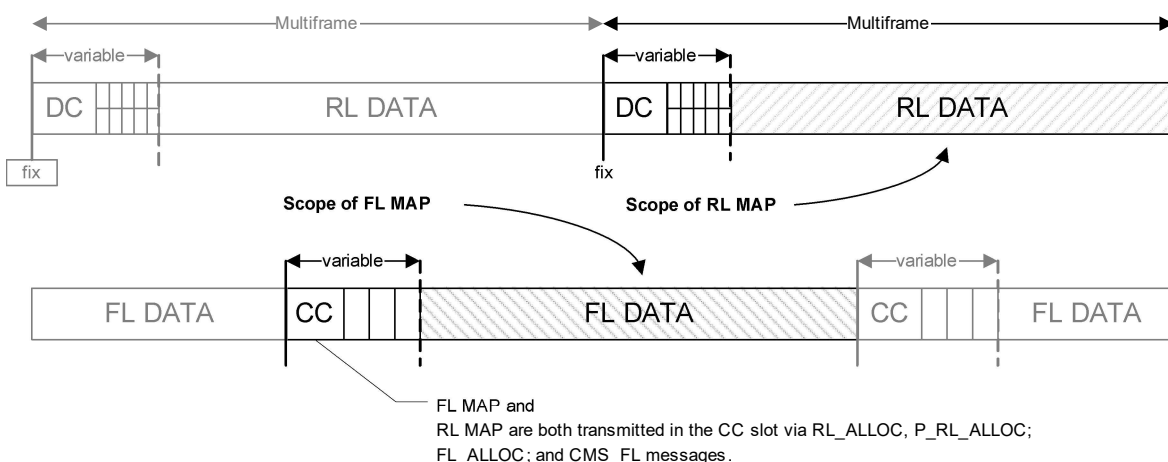 Multiframe Multiframe
variable variable
DC RL DATA DC RL DATA
fix fix
Scope of FL MAP Scope of RL MAP
variable variable
FL DATA CC FL DATA CC FL DATA
FL MAP and
RL MAP are both transmitted in the CC slot via RL_ALLOC, P_RL_ALLOC;
FL_ALLOC; and CMS_FL messages.